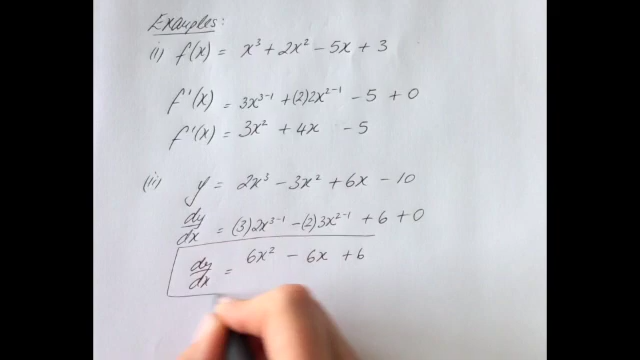 Examples:
(i) f(x) = x³ + 2x² - 5x + 3
f'(x) = 3x³⁻¹ + (2)2x²⁻¹ - 5 + 0
f'(x) = 3x² + 4x - 5
(ii) y = 2x³ - 3x² + 6x - 10
dy/dx = (3)2x³⁻¹ - (2)3x²⁻¹ + 6 + 0
dy/dx = 6x² - 6x + 6